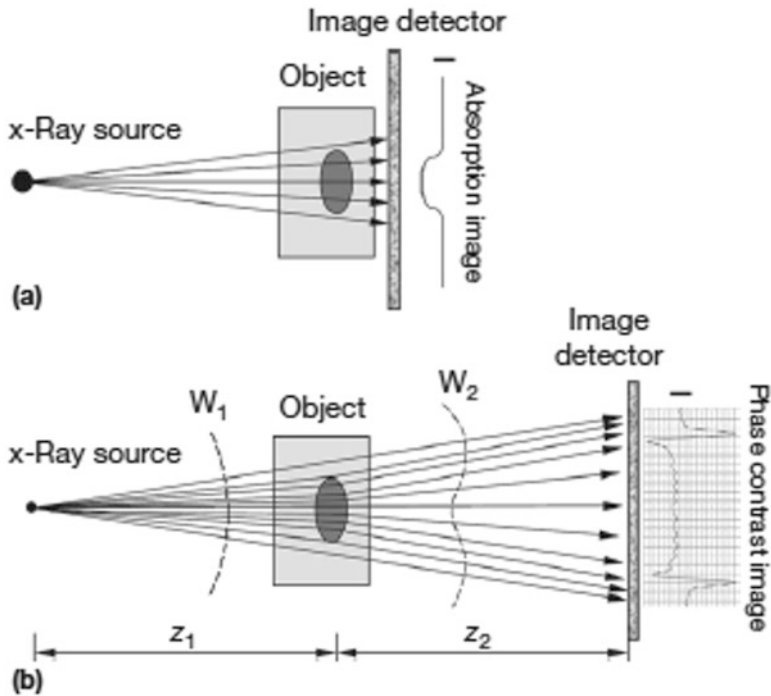 Image detector
Object
x-Ray source
I
Absorption image
(a)
Image
detector
W1
Object
W2
x-Ray source
I
Phase contrast image
z1
z2
(b)